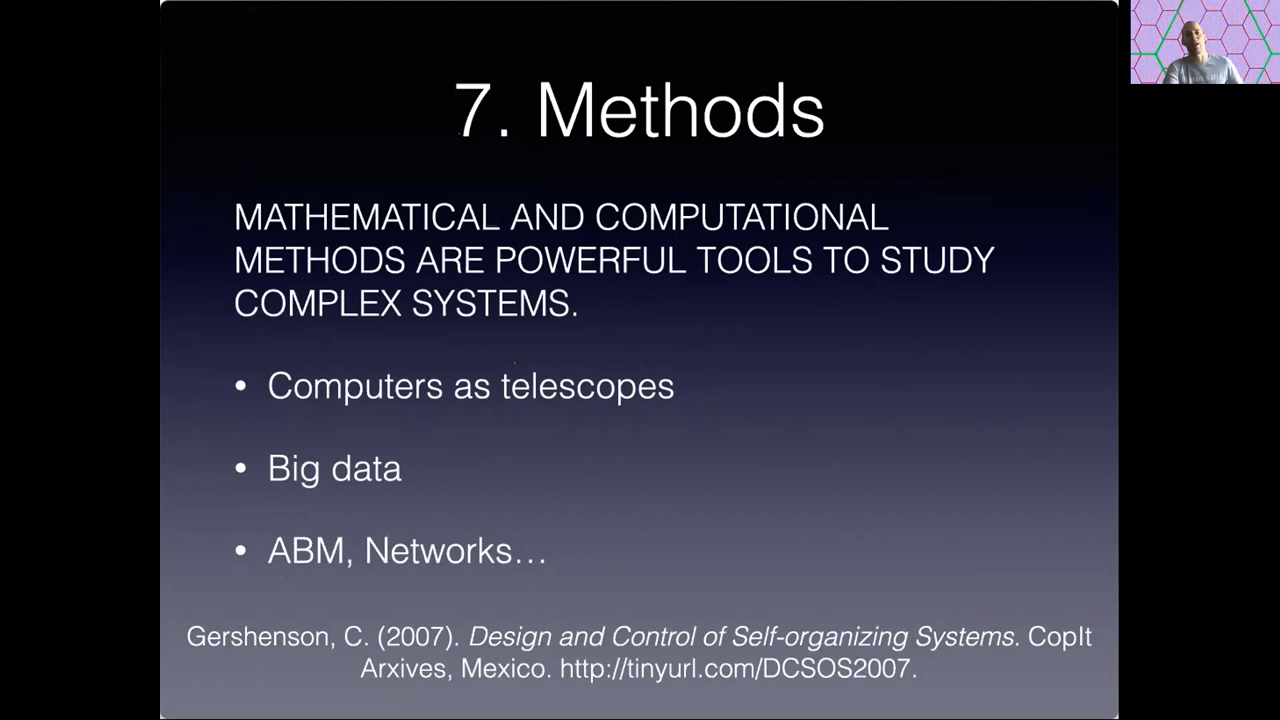 7. Methods
MATHEMATICAL AND COMPUTATIONAL
METHODS ARE POWERFUL TOOLS TO STUDY
COMPLEX SYSTEMS.
• Computers as telescopes
• Big data
• ABM, Networks…
Gershenson, C. (2007). Design and Control of Self-organizing Systems. CopIt
Arxives, Mexico. http://tinyurl.com/DCSOS2007.